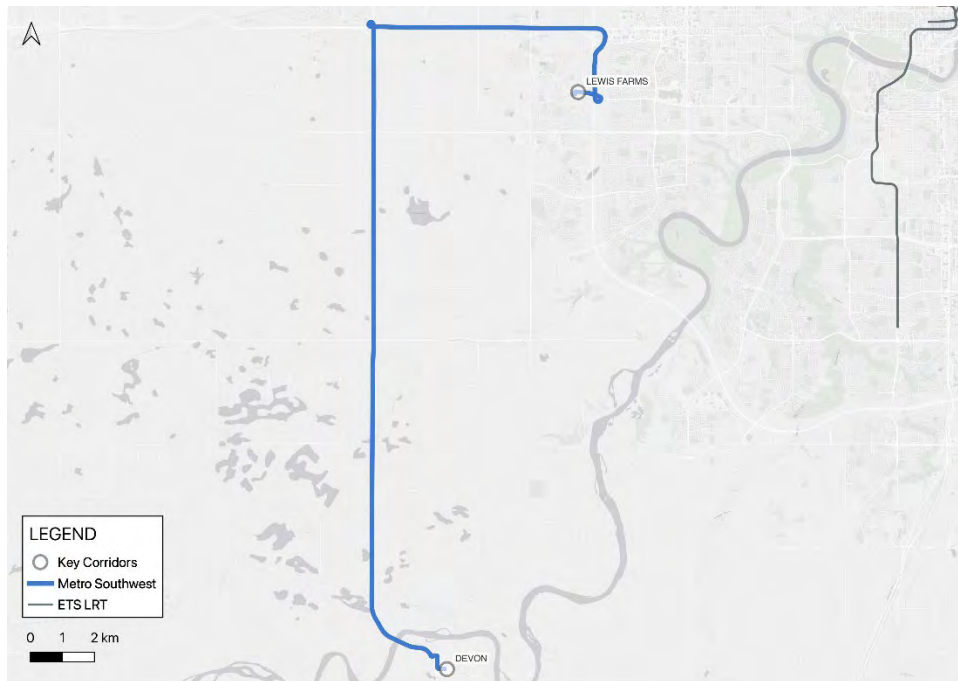 LEWIS FARMS
LEGEND
Key Corridors
Metro Southwest
ETS LRT
0 1 2 km
DEVON